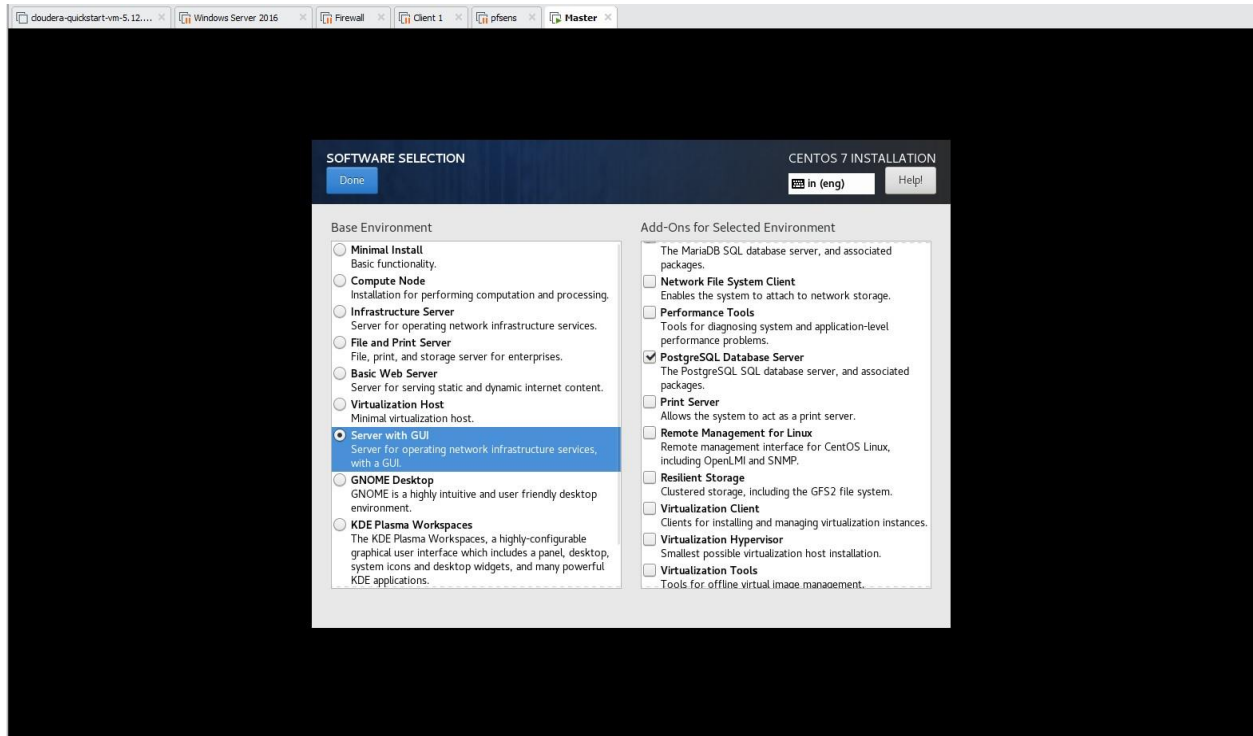 cloudera-quickstart-vm-5.12....
Windows Server 2016
Firewall
Client 1
pfsens
Master
SOFTWARE SELECTION
Done
CENTOS 7 INSTALLATION
in (eng)
Help!
Base Environment
Minimal Install
Basic functionality.
Compute Node
Installation for performing computation and processing.
Infrastructure Server
Server for operating network infrastructure services.
File and Print Server
File, print, and storage server for enterprises.
Basic Web Server
Server for serving static and dynamic internet content.
Virtualization Host
Minimal virtualization host.
Server with GUI
Server for operating network infrastructure services,
with a GUI.
GNOME Desktop
GNOME is a highly intuitive and user friendly desktop
environment.
KDE Plasma Workspaces
The KDE Plasma Workspaces, a highly-configurable
graphical user interface which includes a panel, desktop,
system icons and desktop widgets, and many powerful
KDE applications.
Add-Ons for Selected Environment
The MariaDB SQL database server, and associated
packages.
Network File System Client
Enables the system to attach to network storage.
Performance Tools
Tools for diagnosing system and application-level
performance problems.
PostgreSQL Database Server
The PostgreSQL SQL database server, and associated
packages.
Print Server
Allows the system to act as a print server.
Remote Management for Linux
Remote management interface for CentOS Linux,
including OpenLMI and SNMP.
Resilient Storage
Clustered storage, including the GFS2 file system.
Virtualization Client
Clients for installing and managing virtualization instances.
Virtualization Hypervisor
Smallest possible virtualization host installation.
Virtualization Tools
Tools for offline virtual image management.